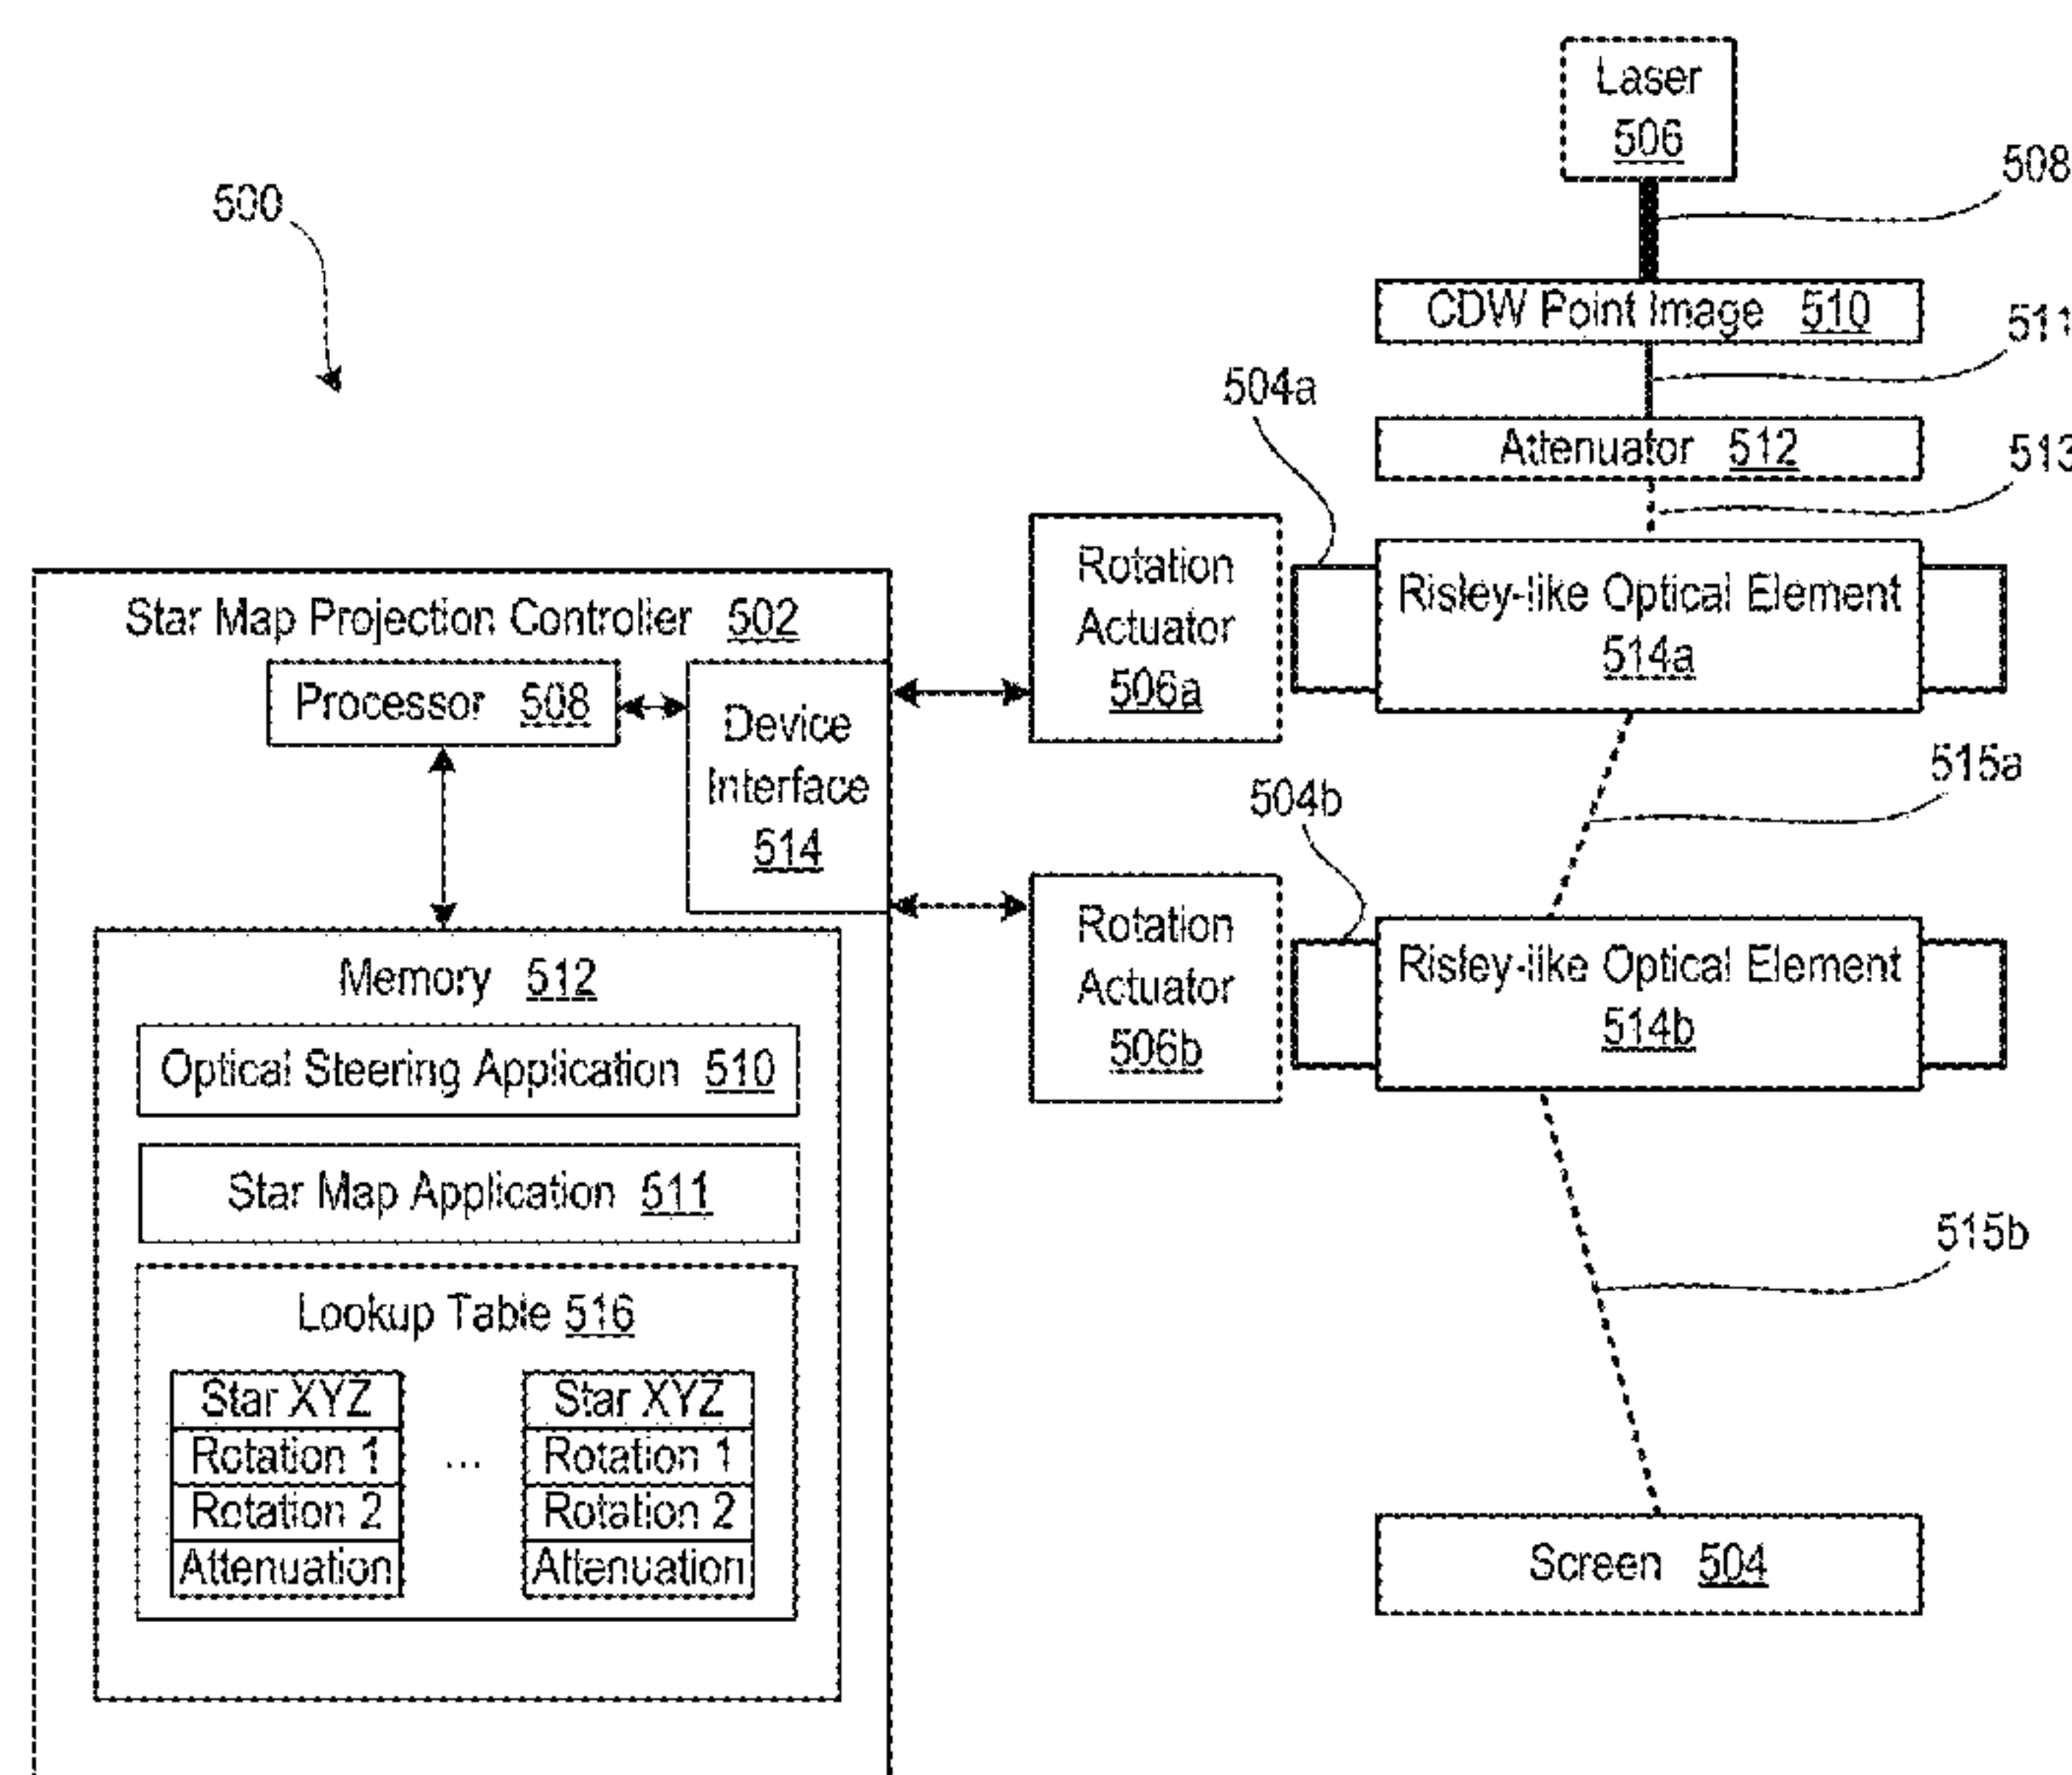 500
Laser
506
508
CDW Point Image 510
511
Attenuator 512
513
504a
Rotation
Actuator
506a
Risley-like Optical Element
514a
515a
504b
Rotation
Actuator
506b
Risley-like Optical Element
514b
515b
Screen 504
Star Map Projection Controller 502
Processor 508
Device
Interface
514
Memory 512
Optical Steering Application 510
Star Map Application 511
Lookup Table 516
Star XYZ
Rotation 1
Rotation 2
Attenuation
...
Star XYZ
Rotation 1
Rotation 2
Attenuation